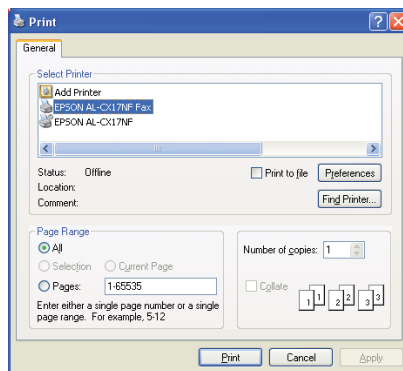 Print
General
Select Printer
Add Printer
EPSON AL-CX17NF Fax
EPSON AL-CX17NF
Status: Offline
Location:
Comment:
Print to file
Preferences
Find Printer...
Page Range
All
Selection
Current Page
Pages: 1-65535
Enter either a single page number or a single
page range. For example, 5-12
Number of copies: 1
Collate
1 1 2 2 3 3
Print
Cancel
Apply